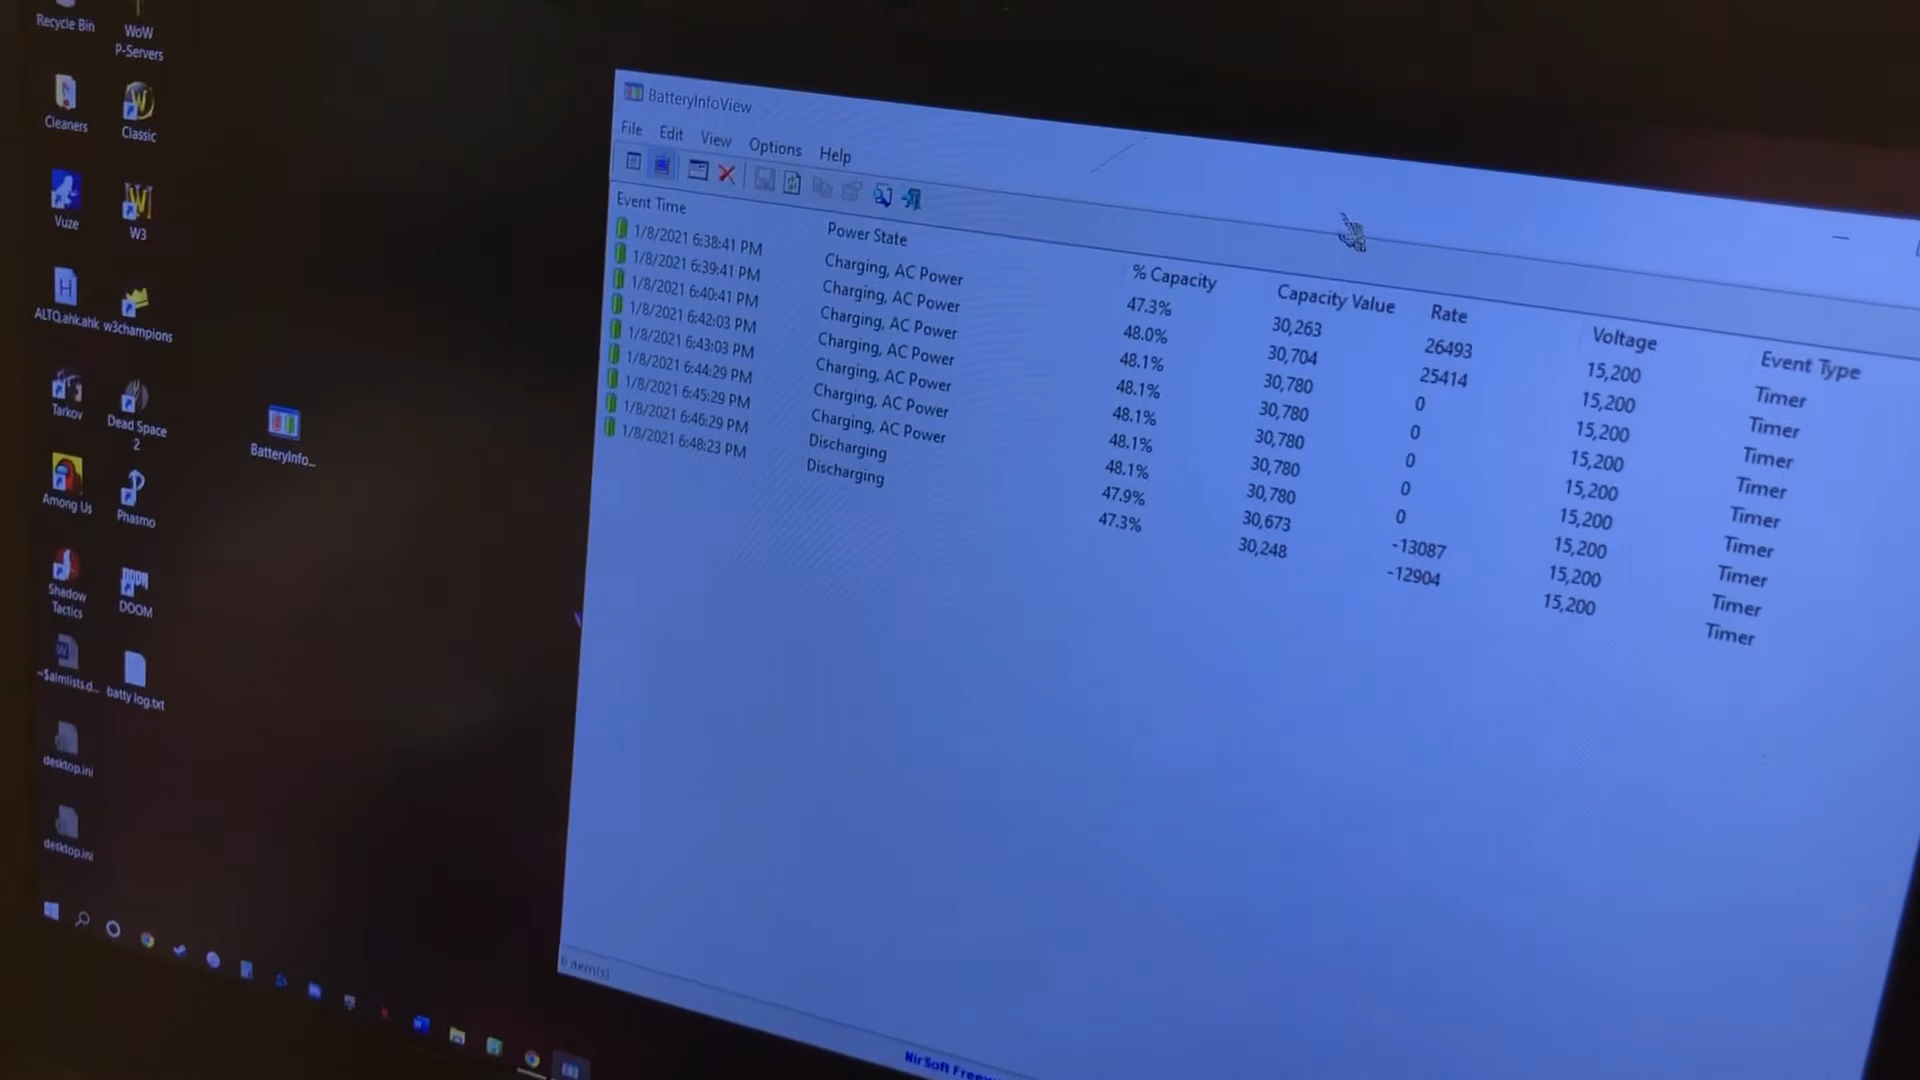 Recycle Bin
WoW
P-Servers
Cleaners
Classic
Vuze
W3
ALTQ.ahk.ahk
w3champions
Tarkov
Dead Space
2
Among Us
Phasmo
Shadow
Tactics
DOOM
~$almlists.d...
batty log.txt
desktop.ini
desktop.ini
BatteryInfo...
BatteryInfoView
File Edit View Options Help
Event Time Power State % Capacity Capacity Value Rate Voltage Event Type
1/8/2021 6:38:41 PM Charging, AC Power 47.3% 30,263 26493 15,200 Timer
1/8/2021 6:39:41 PM Charging, AC Power 48.0% 30,704 25414 15,200 Timer
1/8/2021 6:40:41 PM Charging, AC Power 48.1% 30,780 0 15,200 Timer
1/8/2021 6:42:03 PM Charging, AC Power 48.1% 30,780 0 15,200 Timer
1/8/2021 6:43:03 PM Charging, AC Power 48.1% 30,780 0 15,200 Timer
1/8/2021 6:44:29 PM Charging, AC Power 48.1% 30,780 0 15,200 Timer
1/8/2021 6:45:29 PM Charging, AC Power 48.1% 30,780 0 15,200 Timer
1/8/2021 6:46:29 PM Discharging 47.9% 30,673 -13087 15,200 Timer
1/8/2021 6:48:23 PM Discharging 47.3% 30,248 -12904 15,200 Timer
item(s)
NirSoft